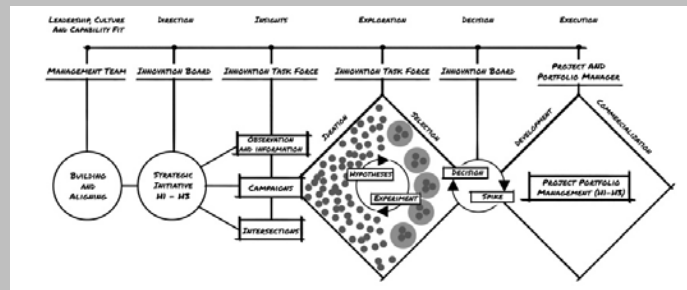 LEADERSHIP, CULTURE
AND CAPABILITY FIT
DIRECTION
INSIGHTS
EXPLORATION
DECISION
EXECUTION
MANAGEMENT TEAM
INNOVATION BOARD
INNOVATION TASK FORCE
INNOVATION TASK FORCE
INNOVATION BOARD
PROJECT AND
PORTFOLIO MANAGER
BUILDING
AND
ALIGNING
STRATEGIC
INITIATIVE
H1 – H3
OBSERVATION
AND INFORMATION
CAMPAIGNS
INTERSECTIONS
IDEATION
SELECTION
HYPOTHESES
EXPERIMENT
DECISION
SPIKE
DEVELOPMENT
COMMERCIALIZATION
PROJECT PORTFOLIO
MANAGEMENT (H1–H3)